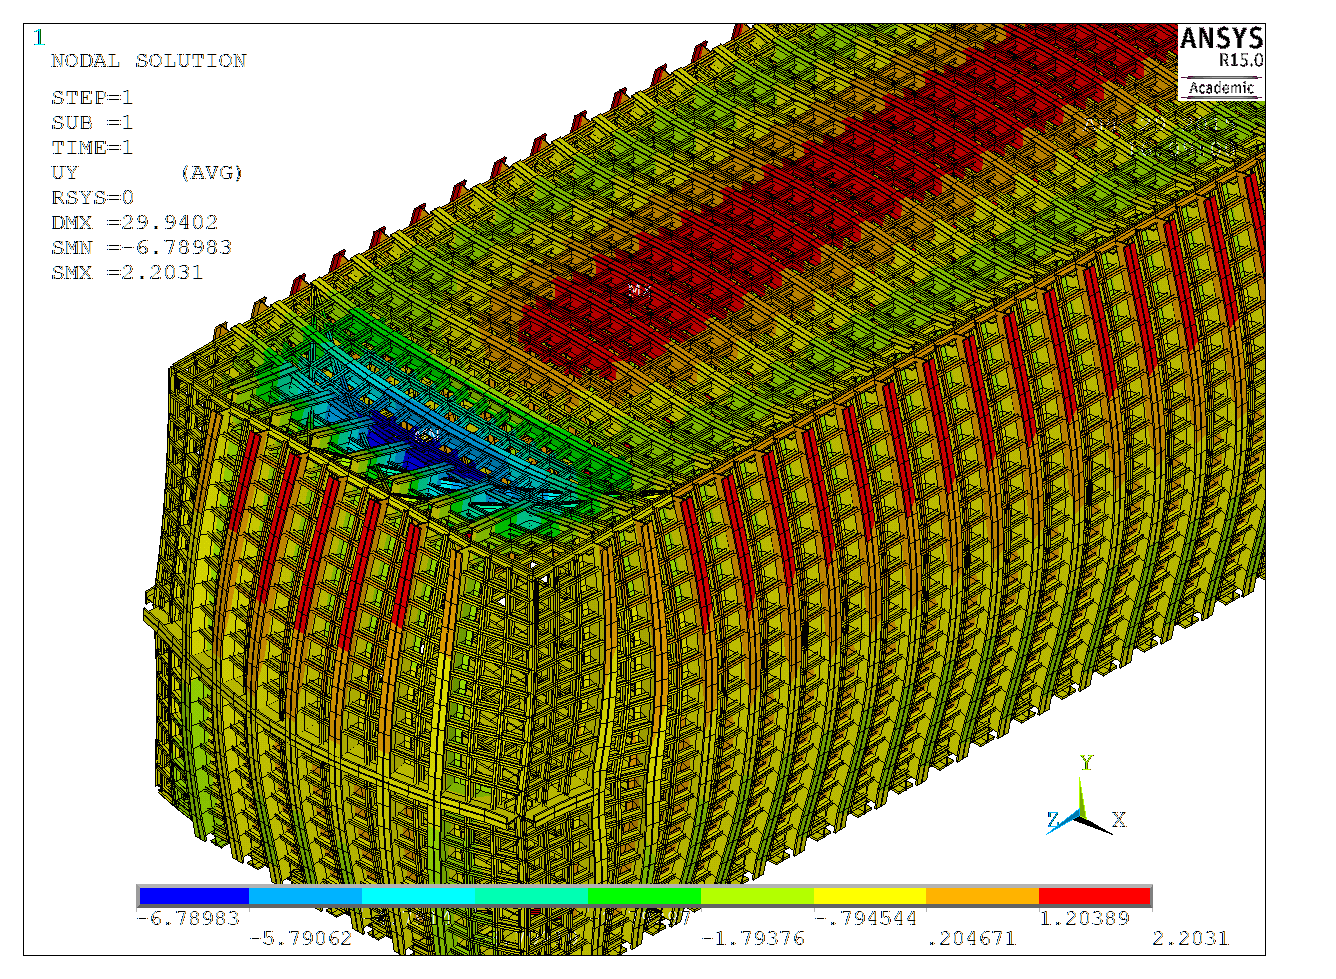 1
NODAL SOLUTION
STEP=1
SUB =1
TIME=1
UY (AVG)
RSYS=0
DMX =29.9402
SMN =-6.78983
SMX =2.2031
ANSYS
R15.0
Academic
MX
Y
Z X
-6.78983 -.794544 1.20389
-5.79062 -1.79376 .204671 2.2031